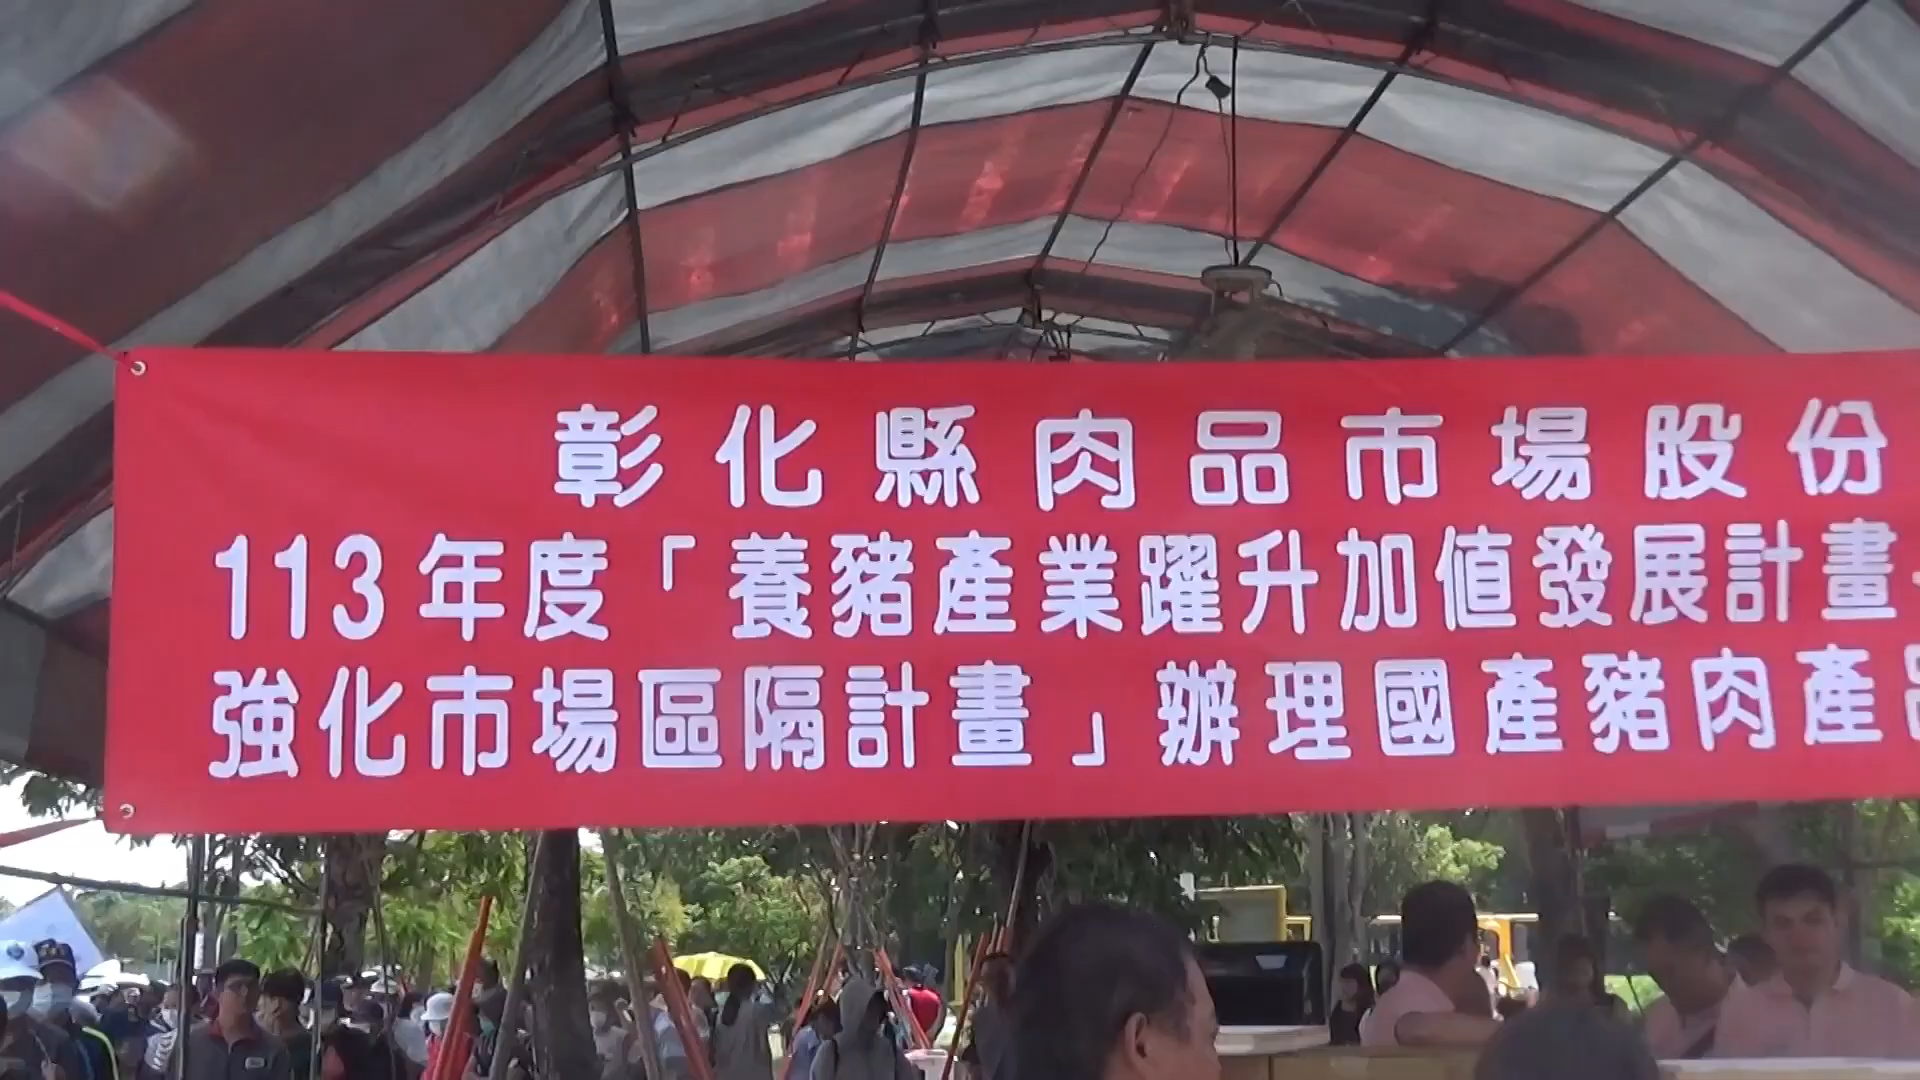 彰化縣肉品市場股份
113年度「養豬產業躍升加值發展計畫
強化市場區隔計畫」辦理國產豬肉產